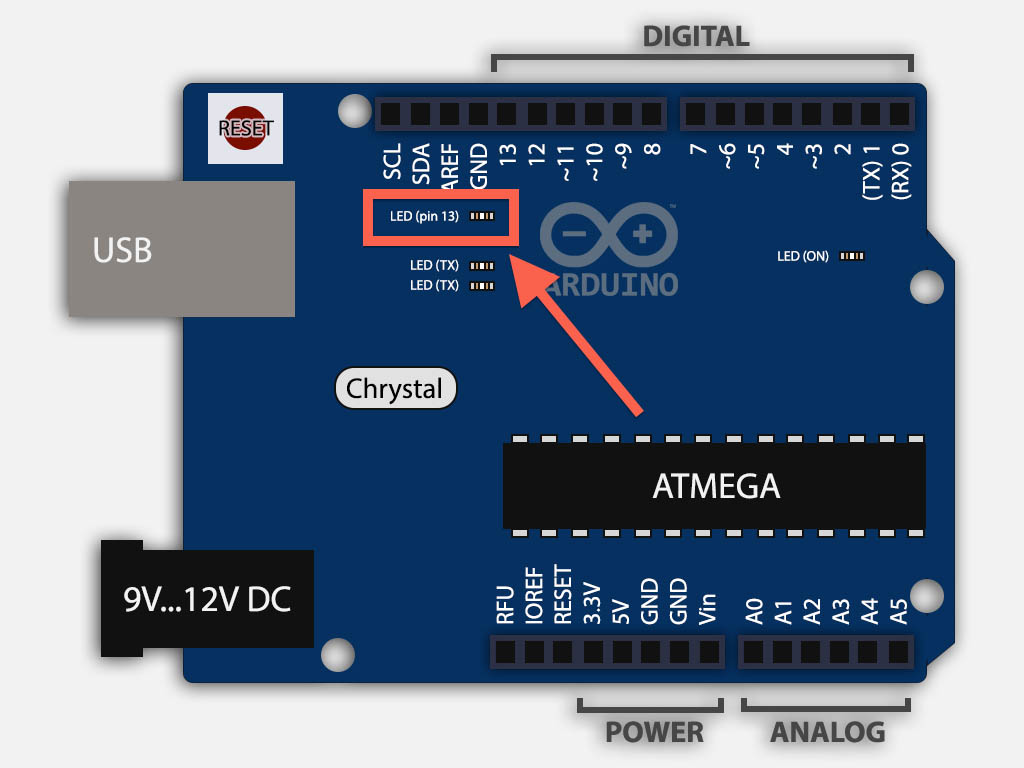 DIGITAL
RESET
SCL
SDA
AREF
GND
13
12
~11
~10
~9
8
7
~6
~5
4
~3
2
(TX) 1
(RX) 0
LED (pin 13)
LED (TX)
LED (TX)
ARDUINO
™
LED (ON)
USB
Chrystal
ATMEGA
9V...12V DC
RFU
IOREF
RESET
3.3V
5V
GND
GND
Vin
A0
A1
A2
A3
A4
A5
POWER
ANALOG